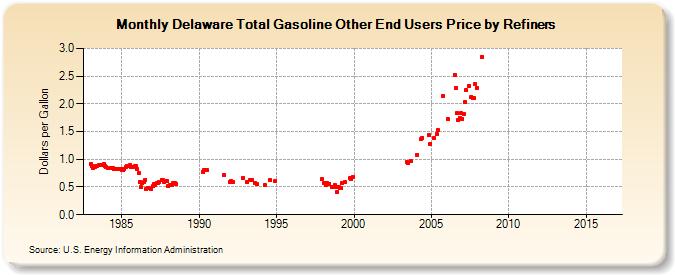 Monthly Delaware Total Gasoline Other End Users Price by Refiners
Dollars per Gallon
3.0
2.5
2.0
1.5
1.0
0.5
0.0
1985 1990 1995 2000 2005 2010 2015
Source: U.S. Energy Information Administration